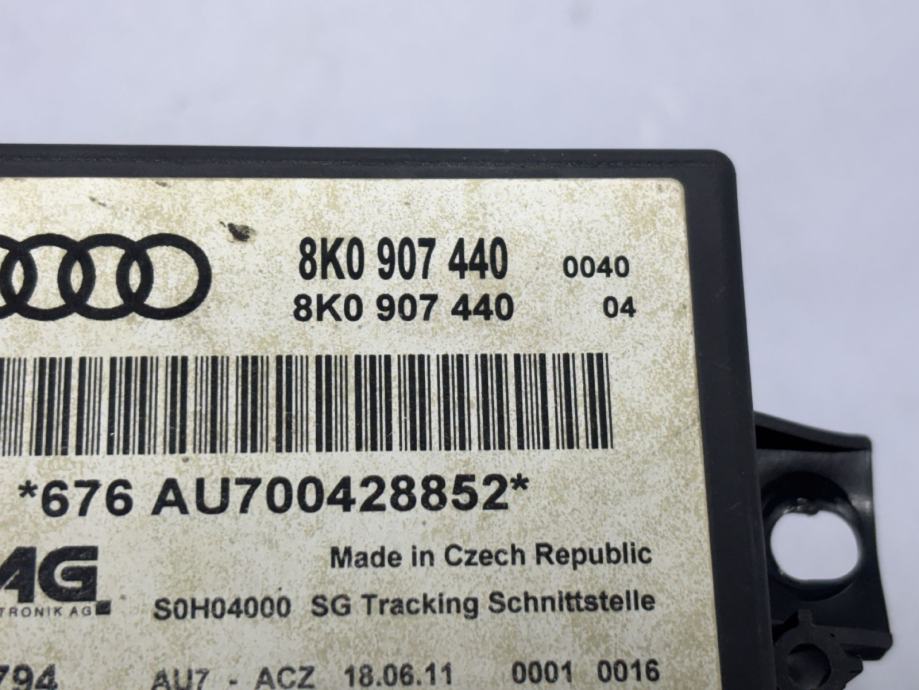 8K0 907 440 0040
8K0 907 440 04
*676 AU700428852*
AG
Made in Czech Republic
TRONIK AG
S0H04000 SG Tracking Schnittstelle
794 AU7 - ACZ 18.06.11 0001 0016